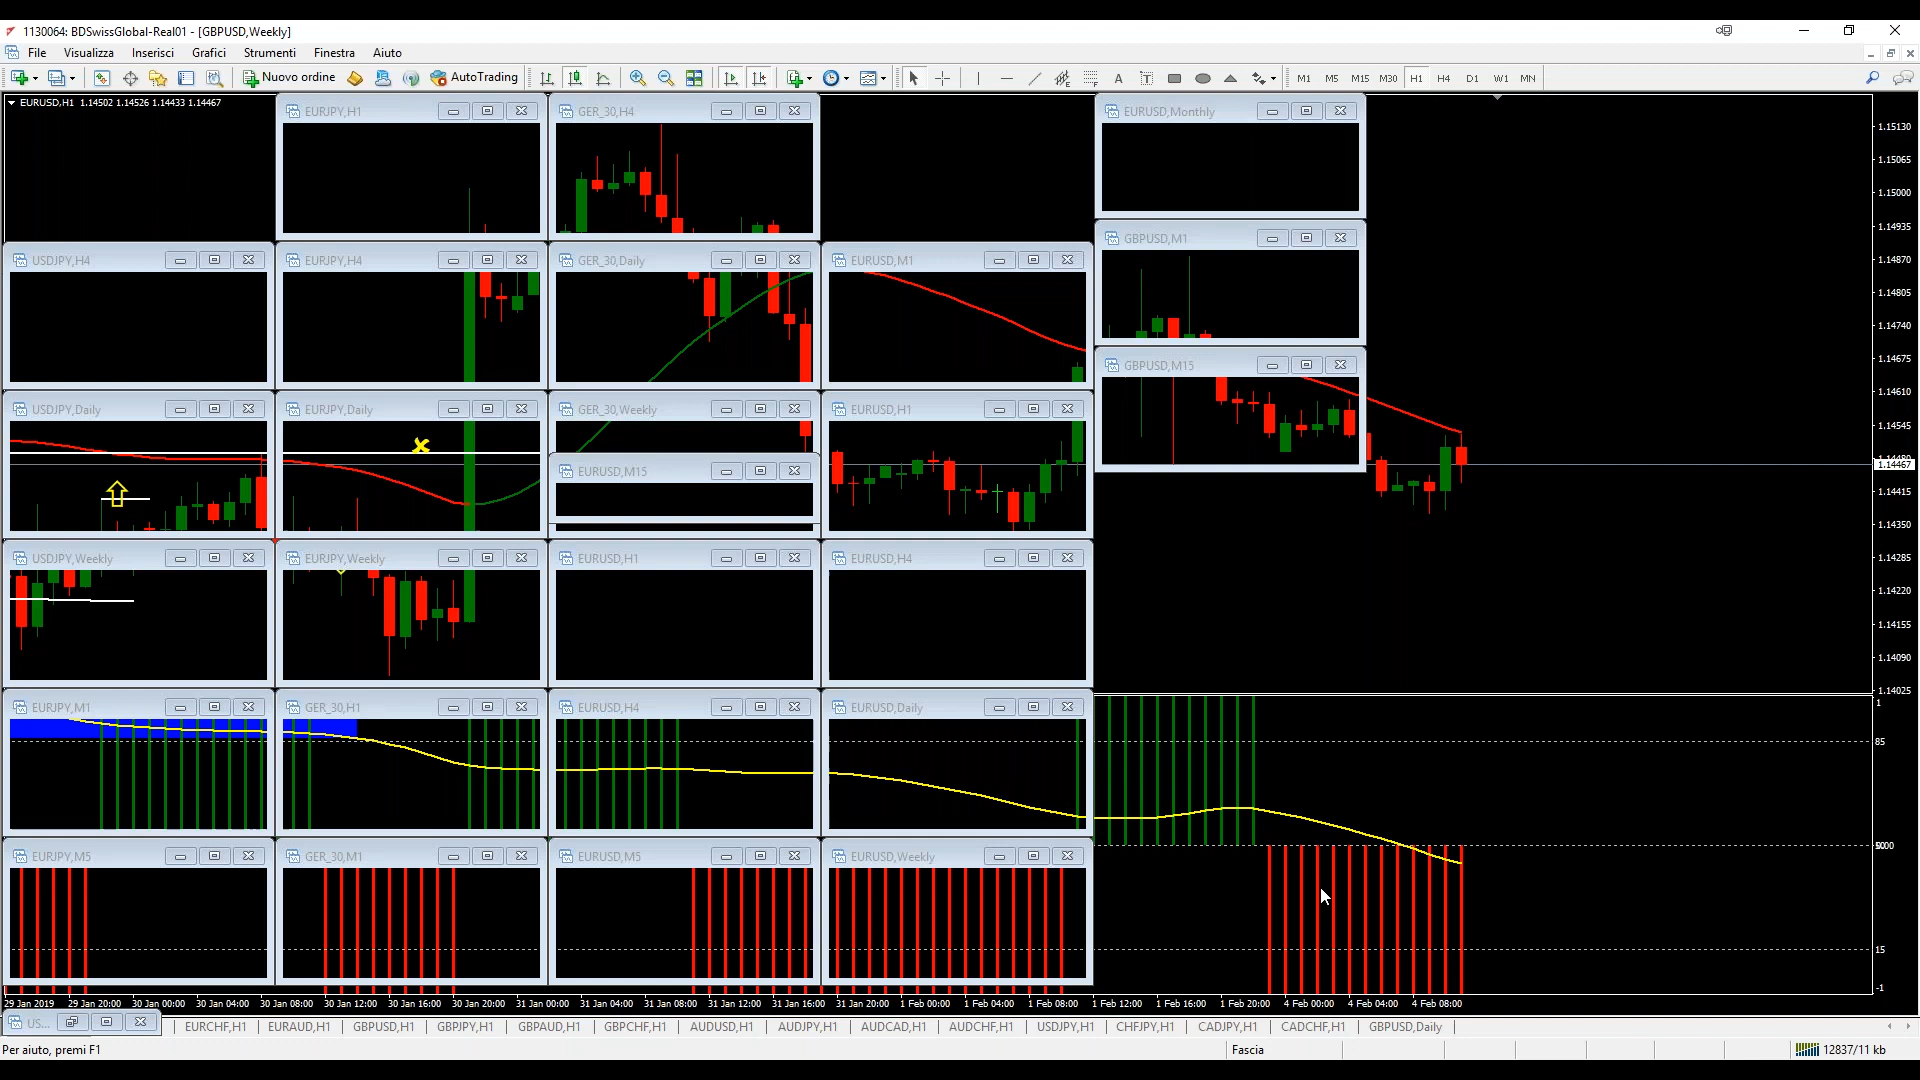 1130064: BDSwissGlobal-Real01 - [GBPUSD,Weekly]
File Visualizza Inserisci Grafici Strumenti Finestra Aiuto
Nuovo ordine AutoTrading A T M1 M5 M15 M30 H1 H4 D1 W1 MN
EURUSD,H1 1.14502 1.14526 1.14433 1.14467
EURJPY,H1
GER_30,H4
EURUSD,Monthly
USDJPY,H4
EURJPY,H4
GER_30,Daily
EURUSD,M1
GBPUSD,M1
USDJPY,Daily
EURJPY,Daily
GER_30,Weekly
EURUSD,H1
GBPUSD,M15
EURUSD,M15
USDJPY,Weekly
EURJPY,Weekly
EURUSD,H1
EURUSD,H4
EURJPY,M1
GER_30,H1
EURUSD,H4
EURUSD,Daily
EURJPY,M5
GER_30,M1
EURUSD,M5
EURUSD,Weekly
1.15130
1.15065
1.15000
1.14935
1.14870
1.14805
1.14740
1.14675
1.14610
1.14545
1.14467
1.14415
1.14350
1.14285
1.14220
1.14155
1.14090
1.14025
1
85
15
-1
29 Jan 2019 29 Jan 20:00 30 Jan 00:00 30 Jan 04:00 30 Jan 08:00 30 Jan 12:00 30 Jan 16:00 30 Jan 20:00 31 Jan 00:00 31 Jan 04:00 31 Jan 08:00 31 Jan 12:00 31 Jan 16:00 31 Jan 20:00 1 Feb 00:00 1 Feb 04:00 1 Feb 08:00 1 Feb 12:00 1 Feb 16:00 1 Feb 20:00 4 Feb 00:00 4 Feb 04:00 4 Feb 08:00
US... EURCHF,H1 EURAUD,H1 GBPUSD,H1 GBPJPY,H1 GBPAUD,H1 GBPCHF,H1 AUDUSD,H1 AUDJPY,H1 AUDCAD,H1 AUDCHF,H1 USDJPY,H1 CHFJPY,H1 CADJPY,H1 CADCHF,H1 GBPUSD,Daily
Per aiuto, premi F1 Fascia 12837/11 kb